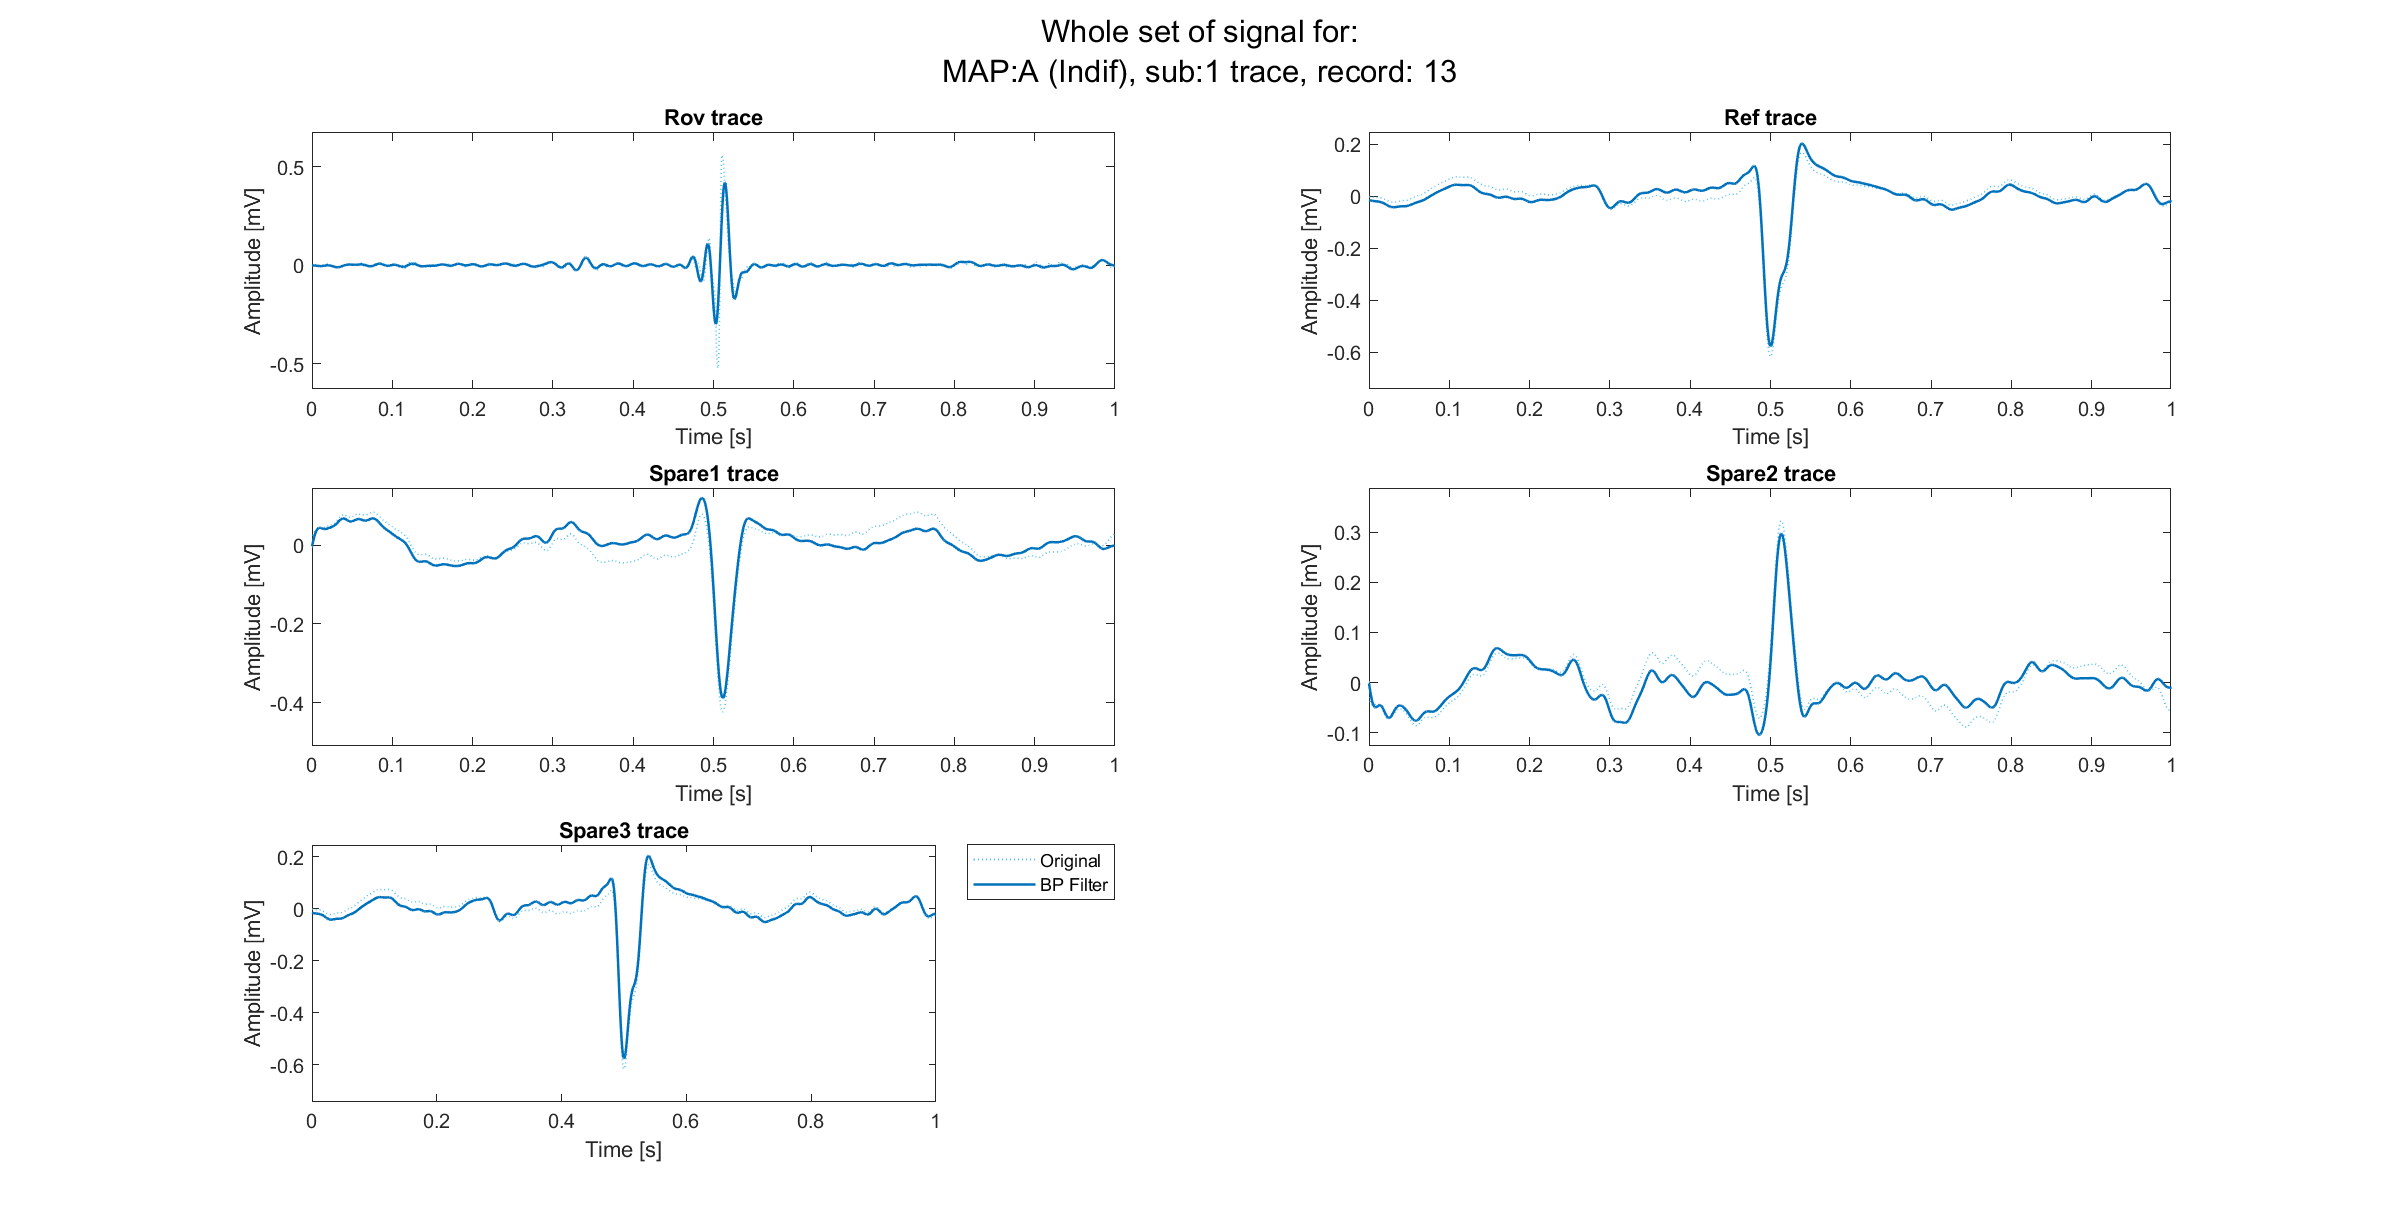 Whole set of signal for:
MAP:A (Indif), sub:1 trace, record: 13
Rov trace
Amplitude [mV]
0.5
0
-0.5
0 0.1 0.2 0.3 0.4 0.5 0.6 0.7 0.8 0.9 1
Time [s]
Ref trace
Amplitude [mV]
0.2
0
-0.2
-0.4
-0.6
0 0.1 0.2 0.3 0.4 0.5 0.6 0.7 0.8 0.9 1
Time [s]
Spare1 trace
Amplitude [mV]
0
-0.2
-0.4
0 0.1 0.2 0.3 0.4 0.5 0.6 0.7 0.8 0.9 1
Time [s]
Spare2 trace
Amplitude [mV]
0.3
0.2
0.1
0
-0.1
0 0.1 0.2 0.3 0.4 0.5 0.6 0.7 0.8 0.9 1
Time [s]
Spare3 trace
Amplitude [mV]
0.2
0
-0.2
-0.4
-0.6
0 0.2 0.4 0.6 0.8 1
Time [s]
Original
BP Filter